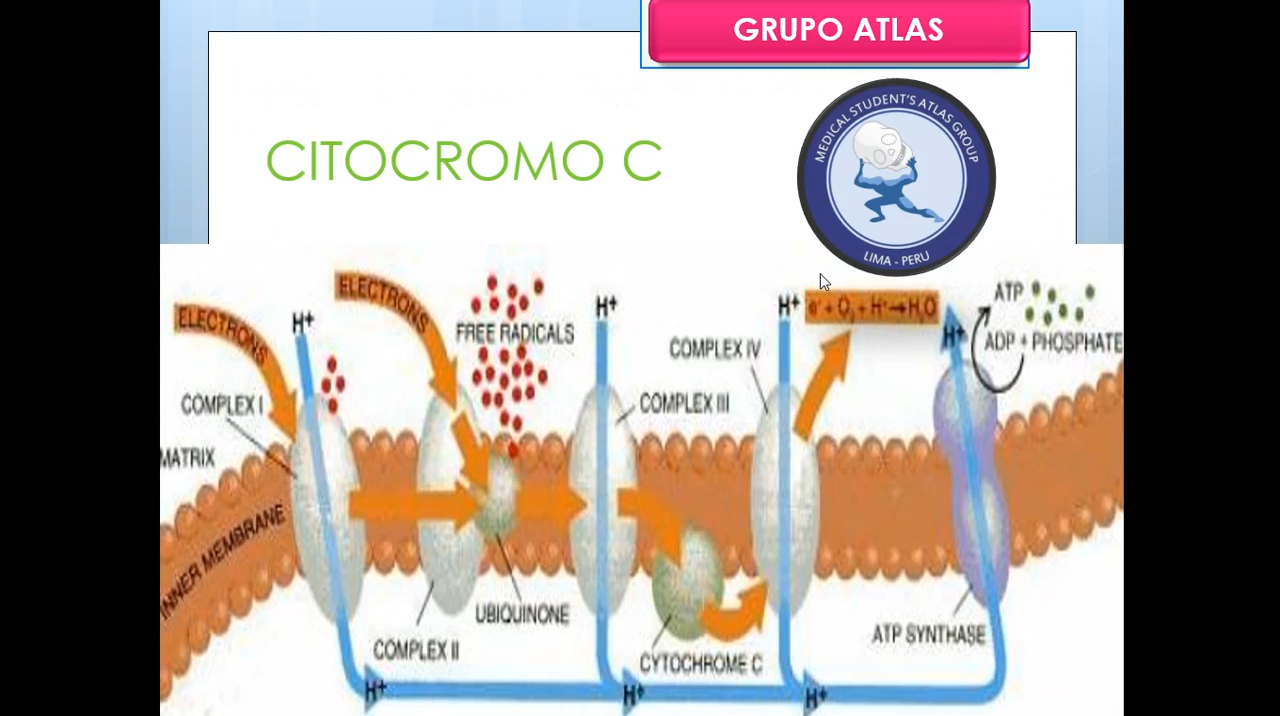 GRUPO ATLAS
MEDICAL STUDENT'S ATLAS GROUP
LIMA - PERU
CITOCROMO C
ELECTRONS
ELECTRONS
H⁺
FREE RADICALS
H⁺
H⁺
e⁻ + O₂ + H⁺→H₂O
H⁺
ATP
ADP + PHOSPHATE
COMPLEX I
COMPLEX IV
COMPLEX III
MATRIX
INNER MEMBRANE
UBIQUINONE
COMPLEX II
CYTOCHROME C
ATP SYNTHASE
H⁺
H⁺
H⁺